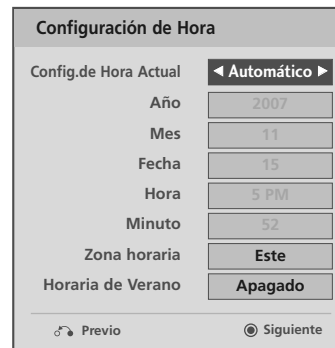 Configuración de Hora
Config.de Hora Actual ◀ Automático ▶
Año 2007
Mes 11
Fecha 15
Hora 5 PM
Minuto 52
Zona horaria Este
Horaria de Verano Apagado
Previo Siguiente